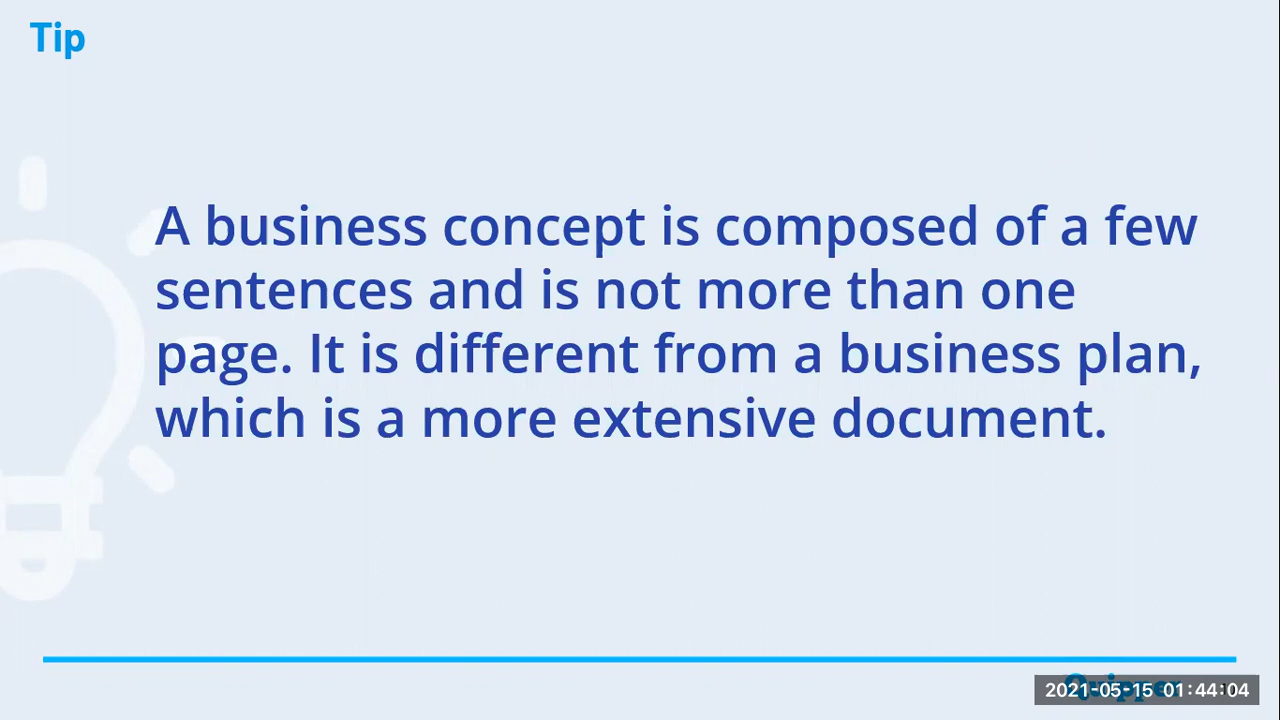 Tip
A business concept is composed of a few
sentences and is not more than one
page. It is different from a business plan,
which is a more extensive document.
Quipper
2021-05-15 01:44:04